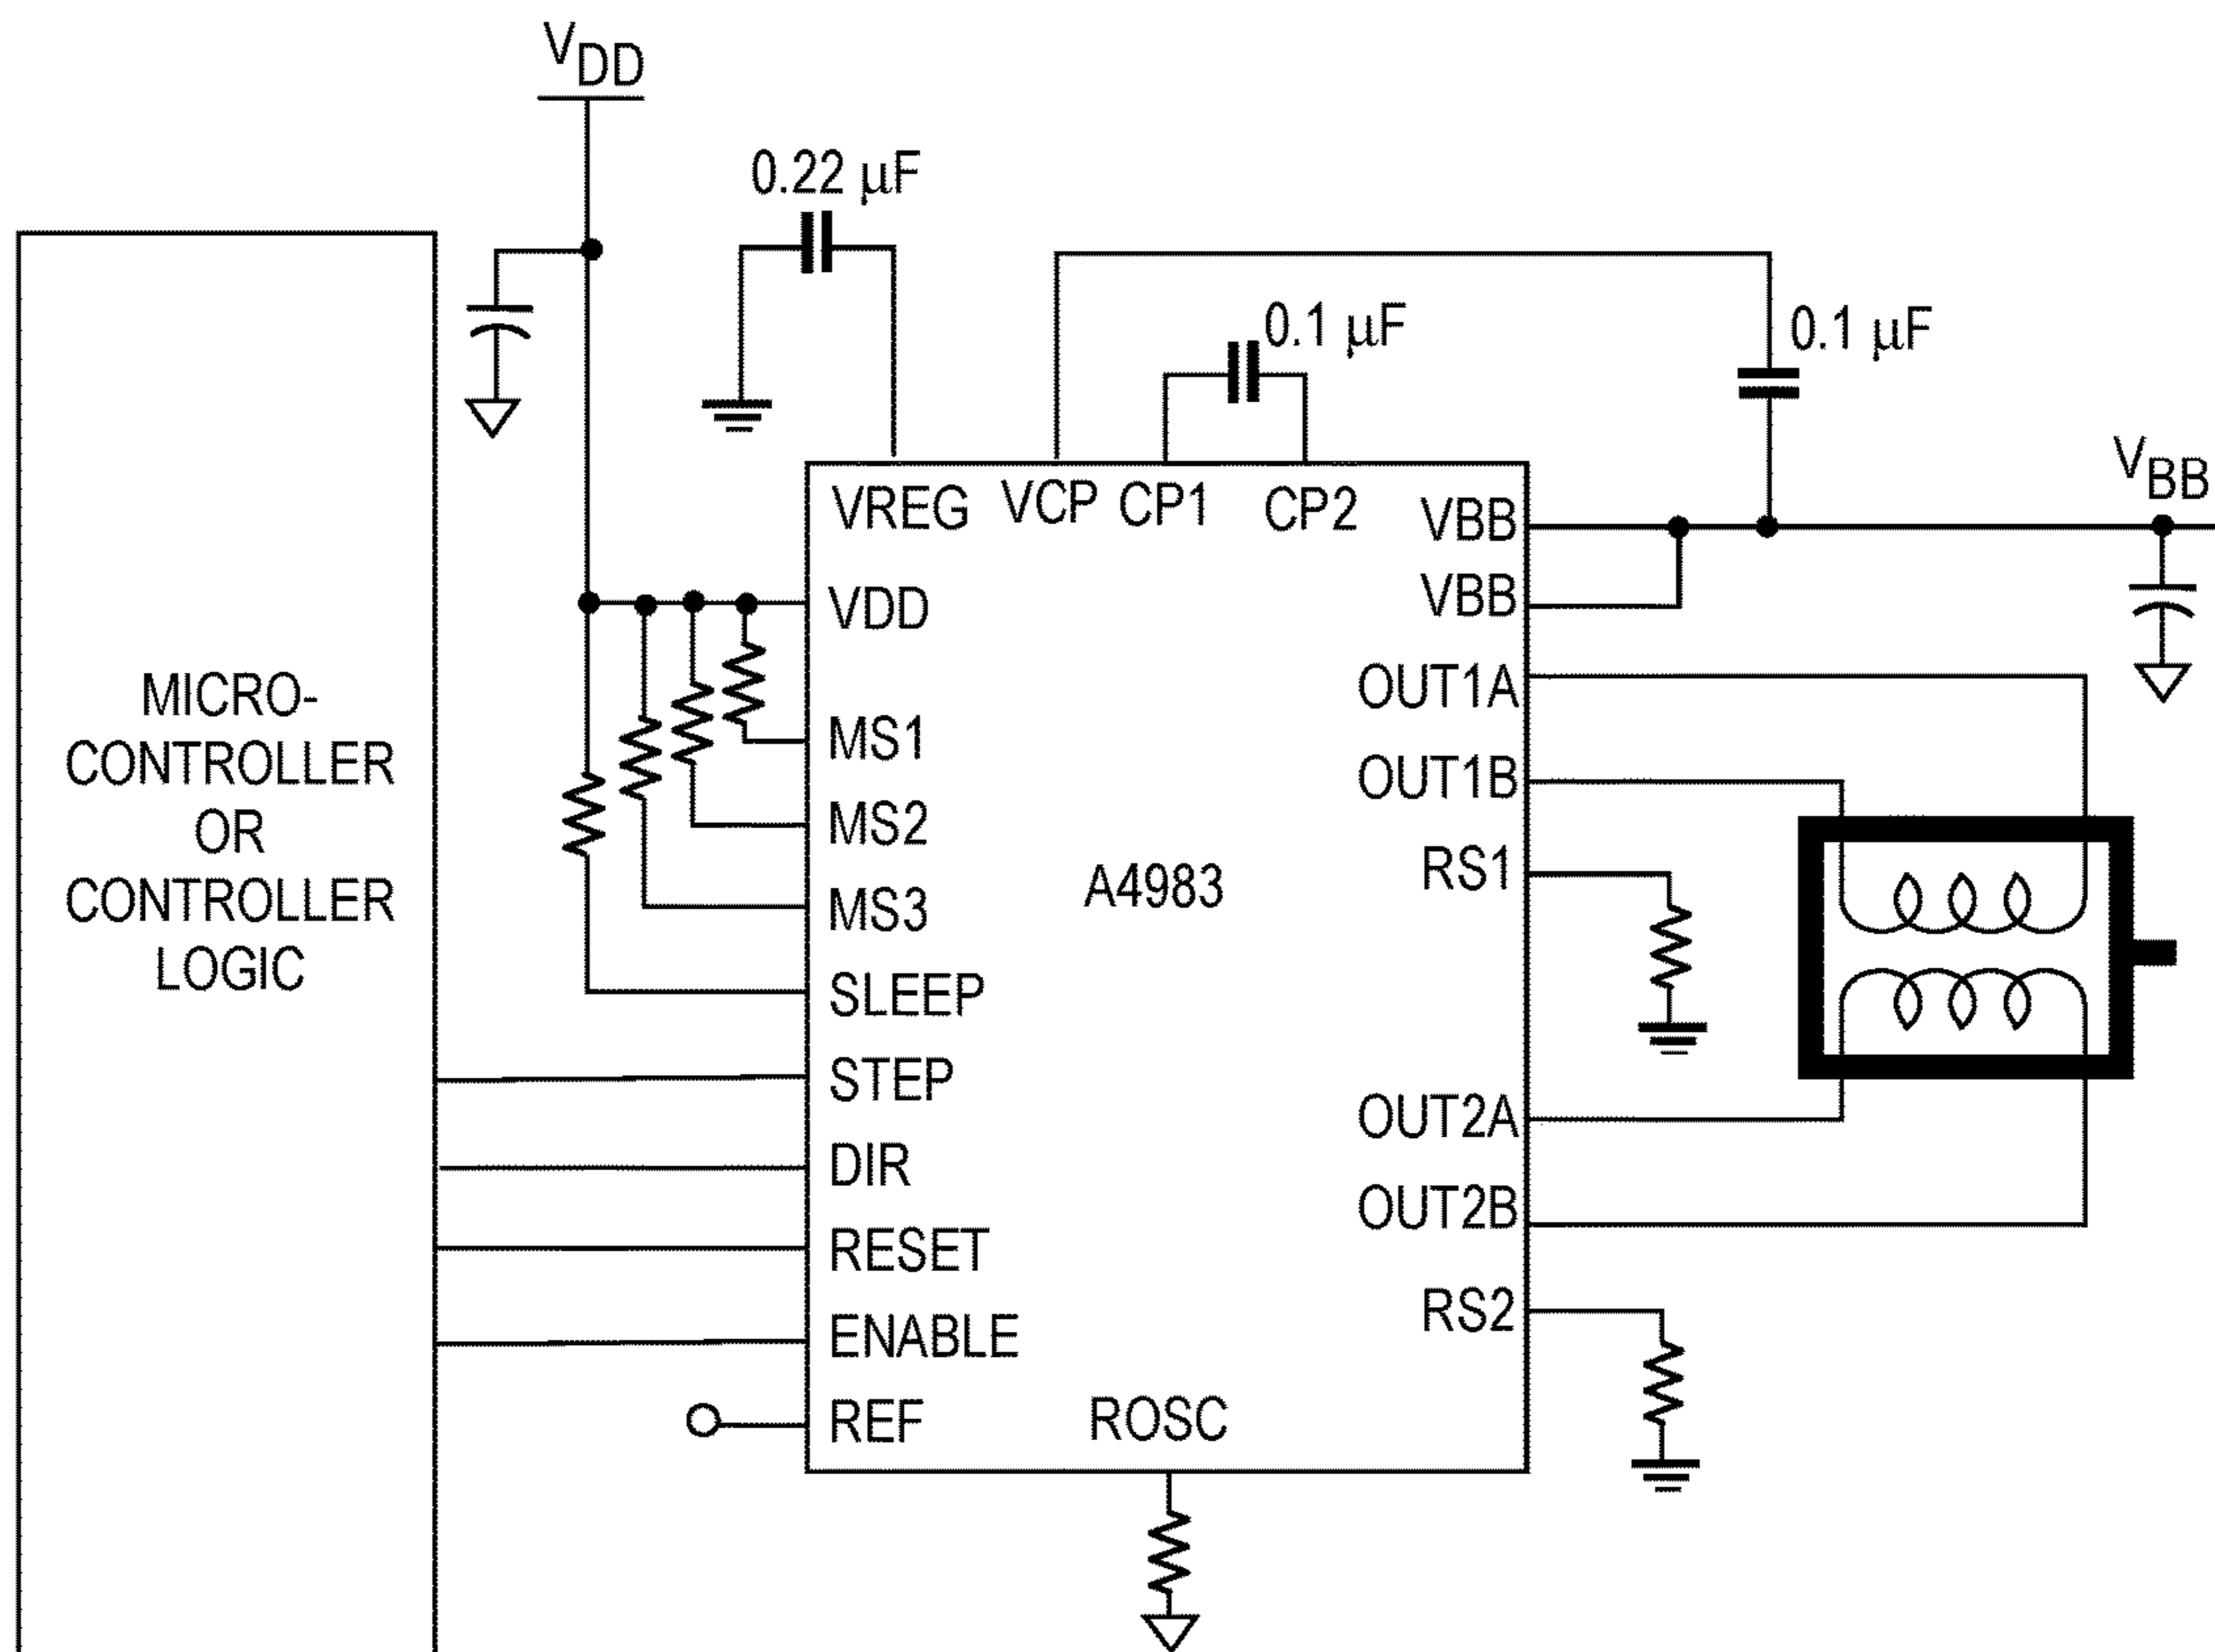 VDD
0.22 µF
0.1 µF
0.1 µF
VBB
MICRO-
CONTROLLER
OR
CONTROLLER
LOGIC
VREG
VCP
CP1
CP2
VDD
MS1
MS2
MS3
SLEEP
STEP
DIR
RESET
ENABLE
REF
A4983
ROSC
VBB
VBB
OUT1A
OUT1B
RS1
OUT2A
OUT2B
RS2